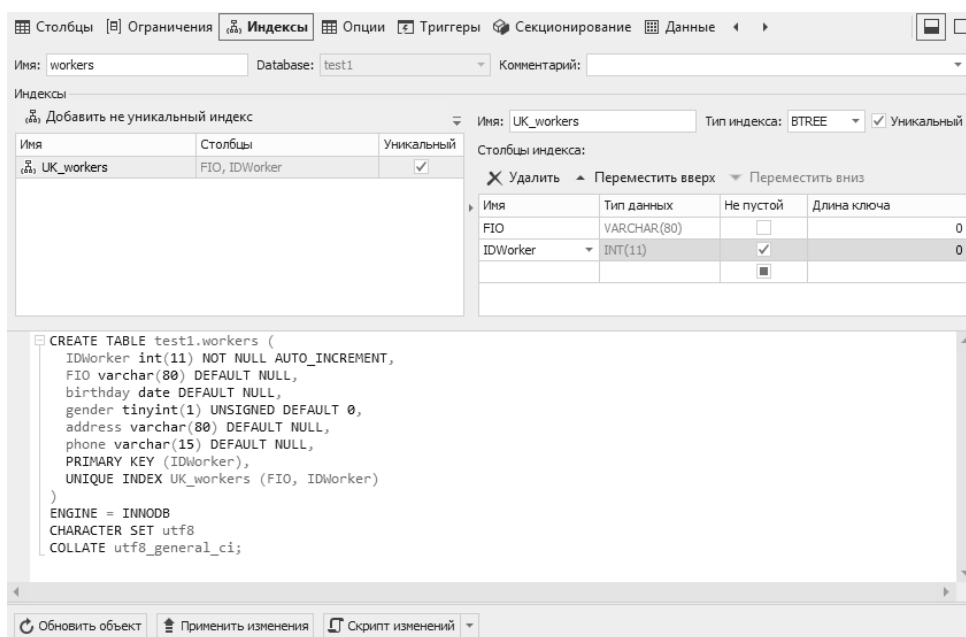 Столбцы Ограничения Индексы Опции Триггеры Секционирование Данные
Имя: workers Database: test1 Комментарий:
Индексы
Добавить не уникальный индекс
Имя Столбцы Уникальный
UK_workers FIO, IDWorker
Имя: UK_workers Тип индекса: BTREE Уникальный
Столбцы индекса:
Удалить Переместить вверх Переместить вниз
Имя Тип данных Не пустой Длина ключа
FIO VARCHAR(80) 0
IDWorker INT(11) 0
CREATE TABLE test1.workers (
IDWorker int(11) NOT NULL AUTO_INCREMENT,
FIO varchar(80) DEFAULT NULL,
birthday date DEFAULT NULL,
gender tinyint(1) UNSIGNED DEFAULT 0,
address varchar(80) DEFAULT NULL,
phone varchar(15) DEFAULT NULL,
PRIMARY KEY (IDWorker),
UNIQUE INDEX UK_workers (FIO, IDWorker)
)
ENGINE = INNODB
CHARACTER SET utf8
COLLATE utf8_general_ci;
Обновить объект Применить изменения Скрипт изменений